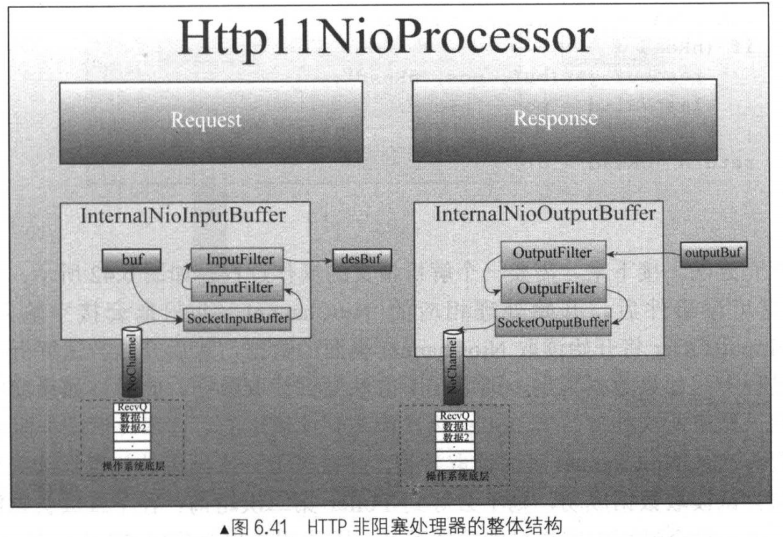 Http11NioProcessor
Request
Response
InternalNioInputBuffer
buf
InputFilter
desBuf
InputFilter
SocketInputBuffer
NoChannel
RecvQ
数据1
数据2
操作系统底层
InternalNioOutputBuffer
OutputFilter
outputBuf
OutputFilter
SocketOutputBuffer
NoChannel
RecvQ
数据1
数据2
操作系统底层
▲图 6.41 HTTP 非阻塞处理器的整体结构